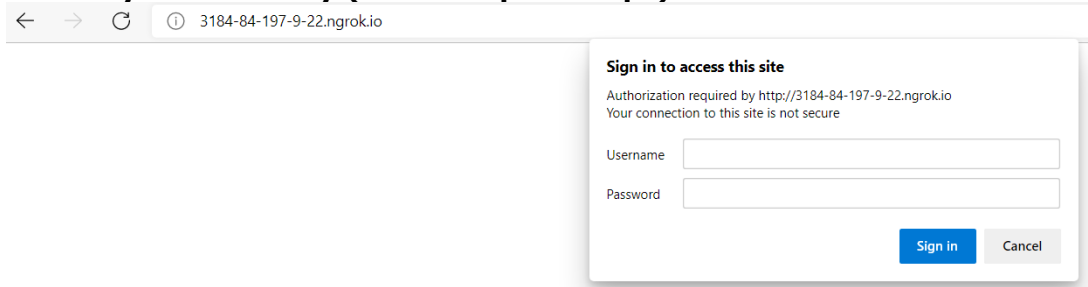 3184-84-197-9-22.ngrok.io
Sign in to access this site
Authorization required by http://3184-84-197-9-22.ngrok.io
Your connection to this site is not secure
Username
Password
Sign in Cancel